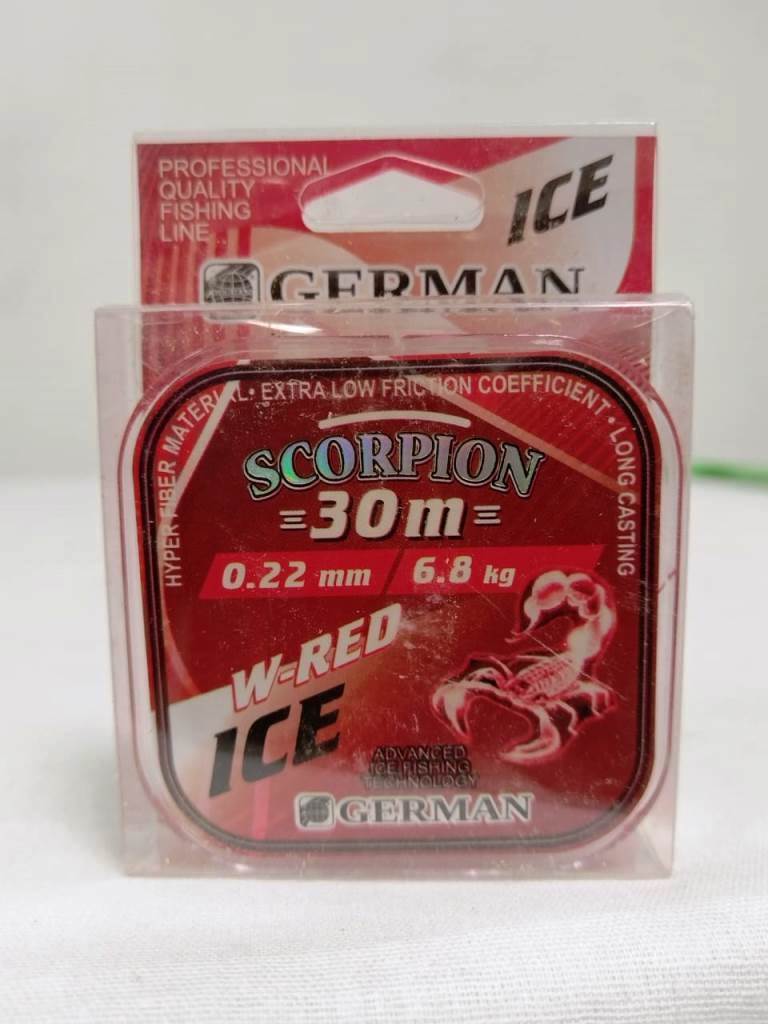 PROFESSIONAL
QUALITY
FISHING
LINE
ICE
GERMAN
HYPER FIBER MATERIAL • EXTRA LOW FRICTION COEFFICIENT • LONG CASTING
SCORPION
30m
0.22 mm
6.8 kg
W-RED
ICE
ADVANCED
ICE FISHING
TECHNOLOGY
GERMAN